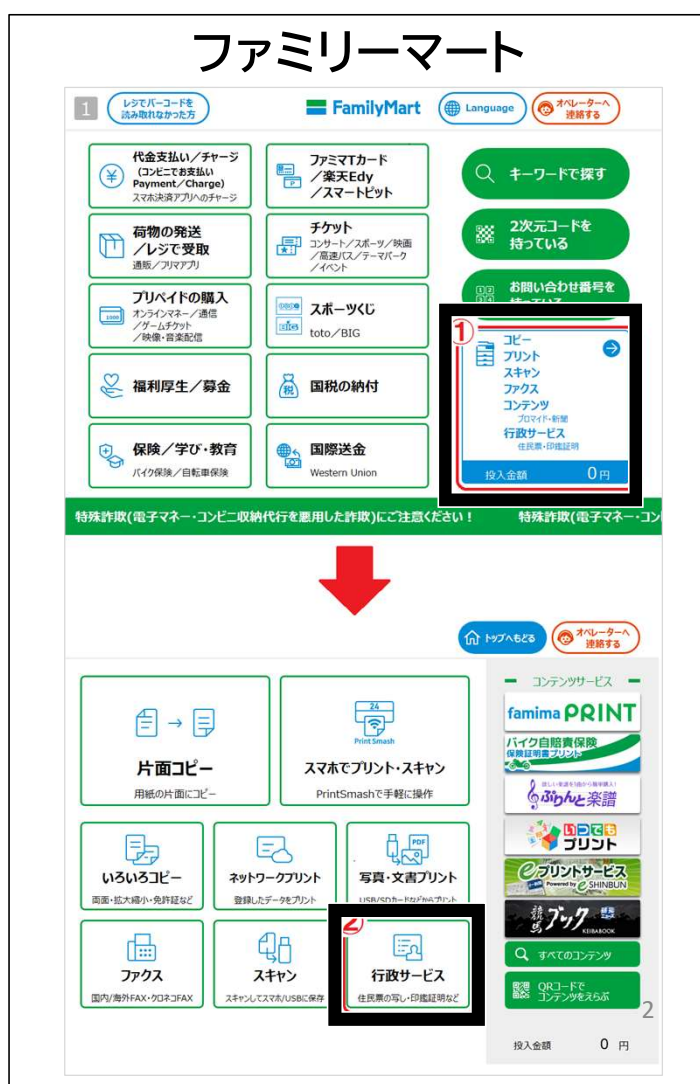 ファミリーマート
1
レジでバーコードを
読み取れなかった方
FamilyMart
Language
オペレーターへ
連絡する
代金支払い／チャージ
(コンビニでお支払い
Payment／Charge)
スマホ決済アプリへのチャージ
ファミマTカード
／楽天Edy
／スマートピット
キーワードで探す
荷物の発送
／レジで受取
通販／フリマアプリ
チケット
コンサート／スポーツ／映画
／高速バス／テーマパーク
／イベント
2次元コードを
持っている
プリペイドの購入
オンラインマネー／通信
／ゲームチケット
／映像・音楽配信
スポーツくじ
toto／BIG
お問い合わせ番号を
持っている
①
コピー
プリント
スキャン
ファクス
コンテンツ
ブロマイド・新聞
行政サービス
住民票・印鑑証明
投入金額 0円
福利厚生／募金
税
国税の納付
保険／学び・教育
バイク保険／自転車保険
国際送金
Western Union
特殊詐欺(電子マネー・コンビニ収納代行を悪用した詐欺)にご注意ください！ 特殊詐欺(電子マネー・コン
トップへもどる
オペレーターへ
連絡する
片面コピー
用紙の片面にコピー
24
Print Smash
スマホでプリント・スキャン
PrintSmashで手軽に操作
いろいろコピー
両面・拡大縮小・免許証など
ネットワークプリント
登録したデータをプリント
PDF
写真・文書プリント
USB/SDカードなどからプリント
ファクス
国内/海外FAX・クロネコFAX
スキャン
スキャンしてスマホ/USBに保存
②
行政サービス
住民票の写し・印鑑証明など
コンテンツサービス
famima PRINT
バイク自賠責保険
保険証明書プリント
欲しい楽譜を1曲から簡単購入!
ぷりんと楽譜
いつでも
プリント
eプリントサービス
Powered by e-SHINBUN
競馬ブック
KEIBABOOK
すべてのコンテンツ
QRコードで
コンテンツをえらぶ
2
投入金額 0 円